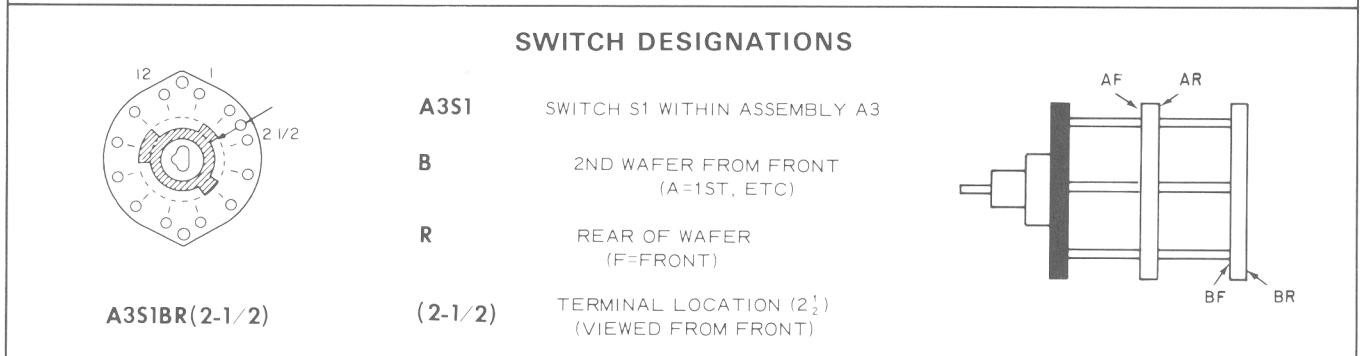 SWITCH DESIGNATIONS
12 1
2 1/2
A3S1BR(2-1/2)
A3S1 SWITCH S1 WITHIN ASSEMBLY A3
B 2ND WAFER FROM FRONT
(A=1ST, ETC)
R REAR OF WAFER
(F=FRONT)
(2-1/2) TERMINAL LOCATION (2 1/2)
(VIEWED FROM FRONT)
AF AR
BF BR